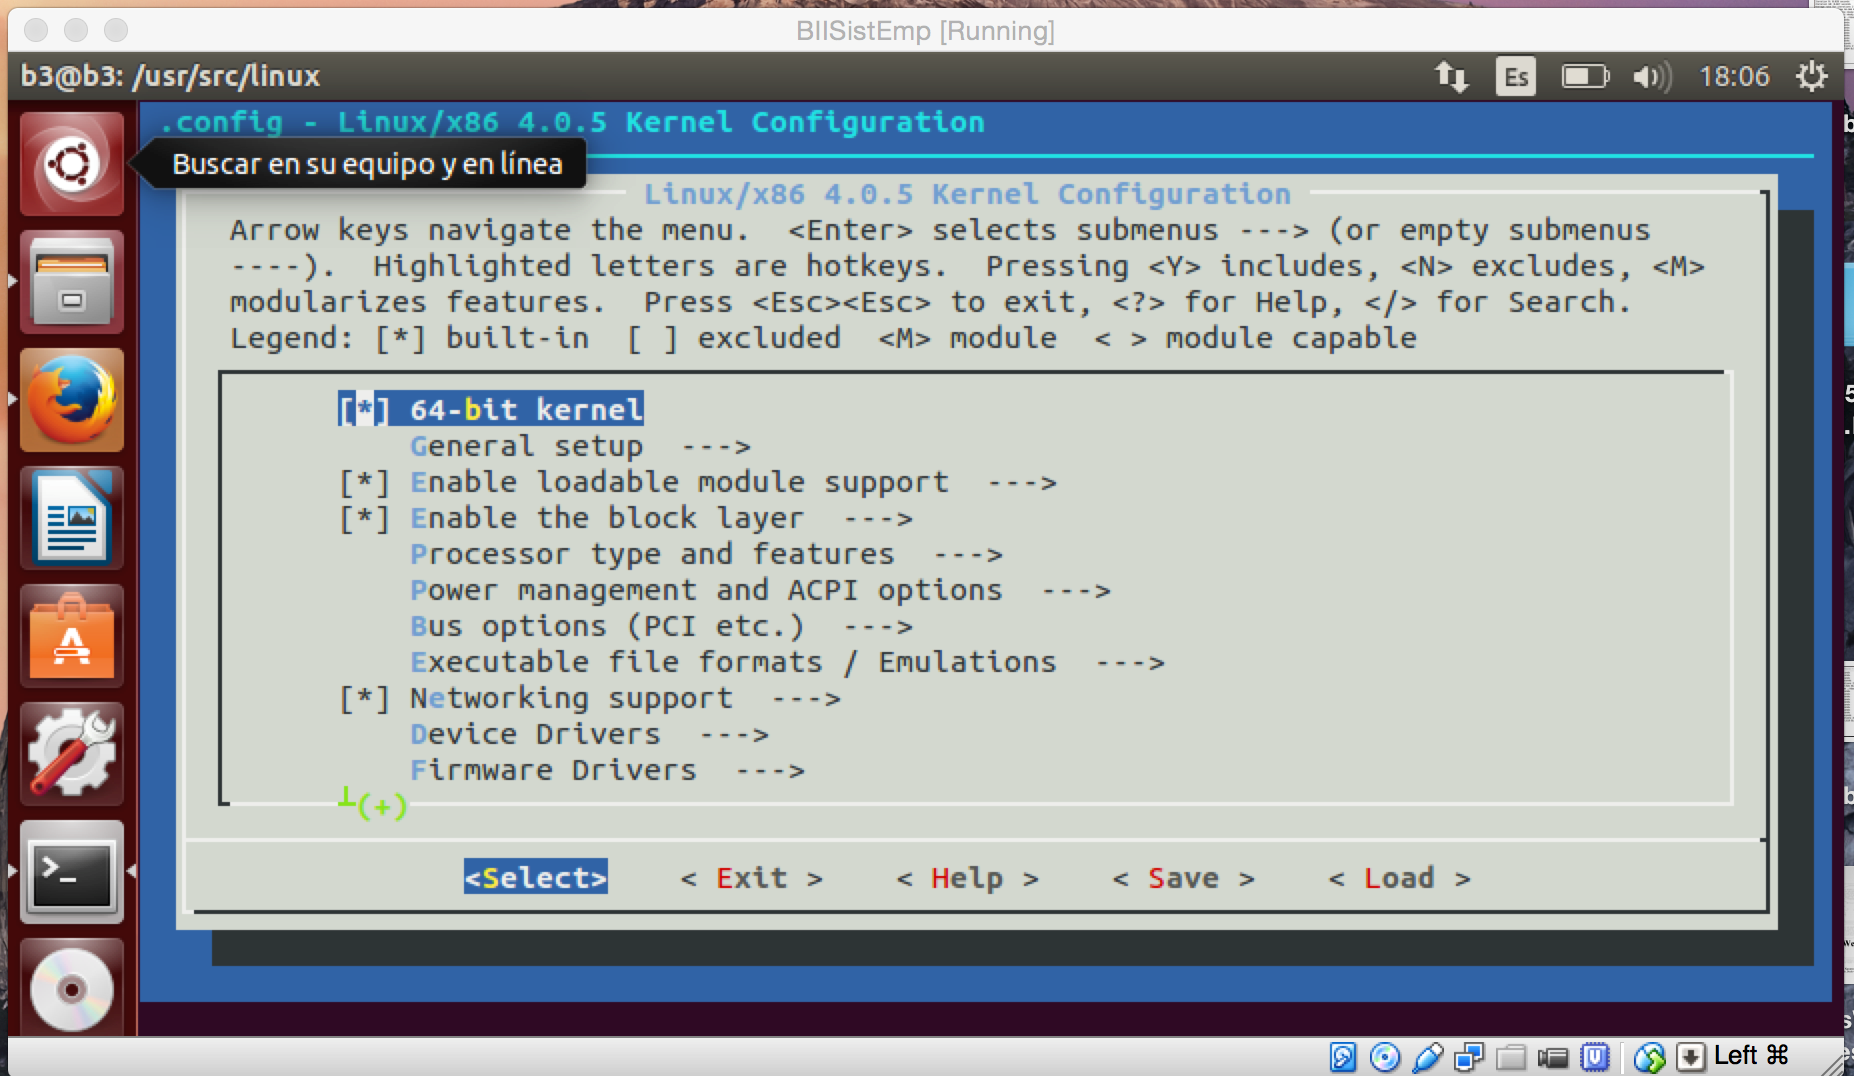 BIISistEmp [Running]
b3@b3: /usr/src/linux
Es
18:06
.config - Linux/x86 4.0.5 Kernel Configuration
Buscar en su equipo y en línea
Linux/x86 4.0.5 Kernel Configuration
Arrow keys navigate the menu.  <Enter> selects submenus ---> (or empty submenus
----).  Highlighted letters are hotkeys.  Pressing <Y> includes, <N> excludes, <M>
modularizes features.  Press <Esc><Esc> to exit, <?> for Help, </> for Search.
Legend: [*] built-in  [ ] excluded  <M> module  < > module capable
[*] 64-bit kernel
General setup  --->
[*] Enable loadable module support  --->
[*] Enable the block layer  --->
Processor type and features  --->
Power management and ACPI options  --->
Bus options (PCI etc.)  --->
Executable file formats / Emulations  --->
[*] Networking support  --->
Device Drivers  --->
Firmware Drivers  --->
┴(+)
<Select>    < Exit >    < Help >    < Save >    < Load >
Left ⌘